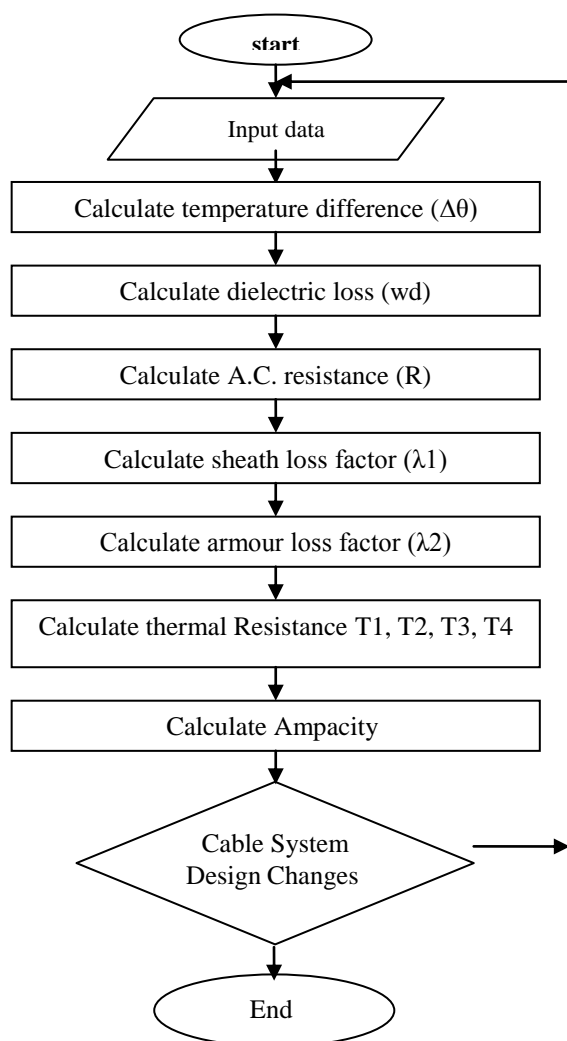 start
Input data
Calculate temperature difference (Δθ)
Calculate dielectric loss (wd)
Calculate A.C. resistance (R)
Calculate sheath loss factor (λ1)
Calculate armour loss factor (λ2)
Calculate thermal Resistance T1, T2, T3, T4
Calculate Ampacity
Cable System
Design Changes
End